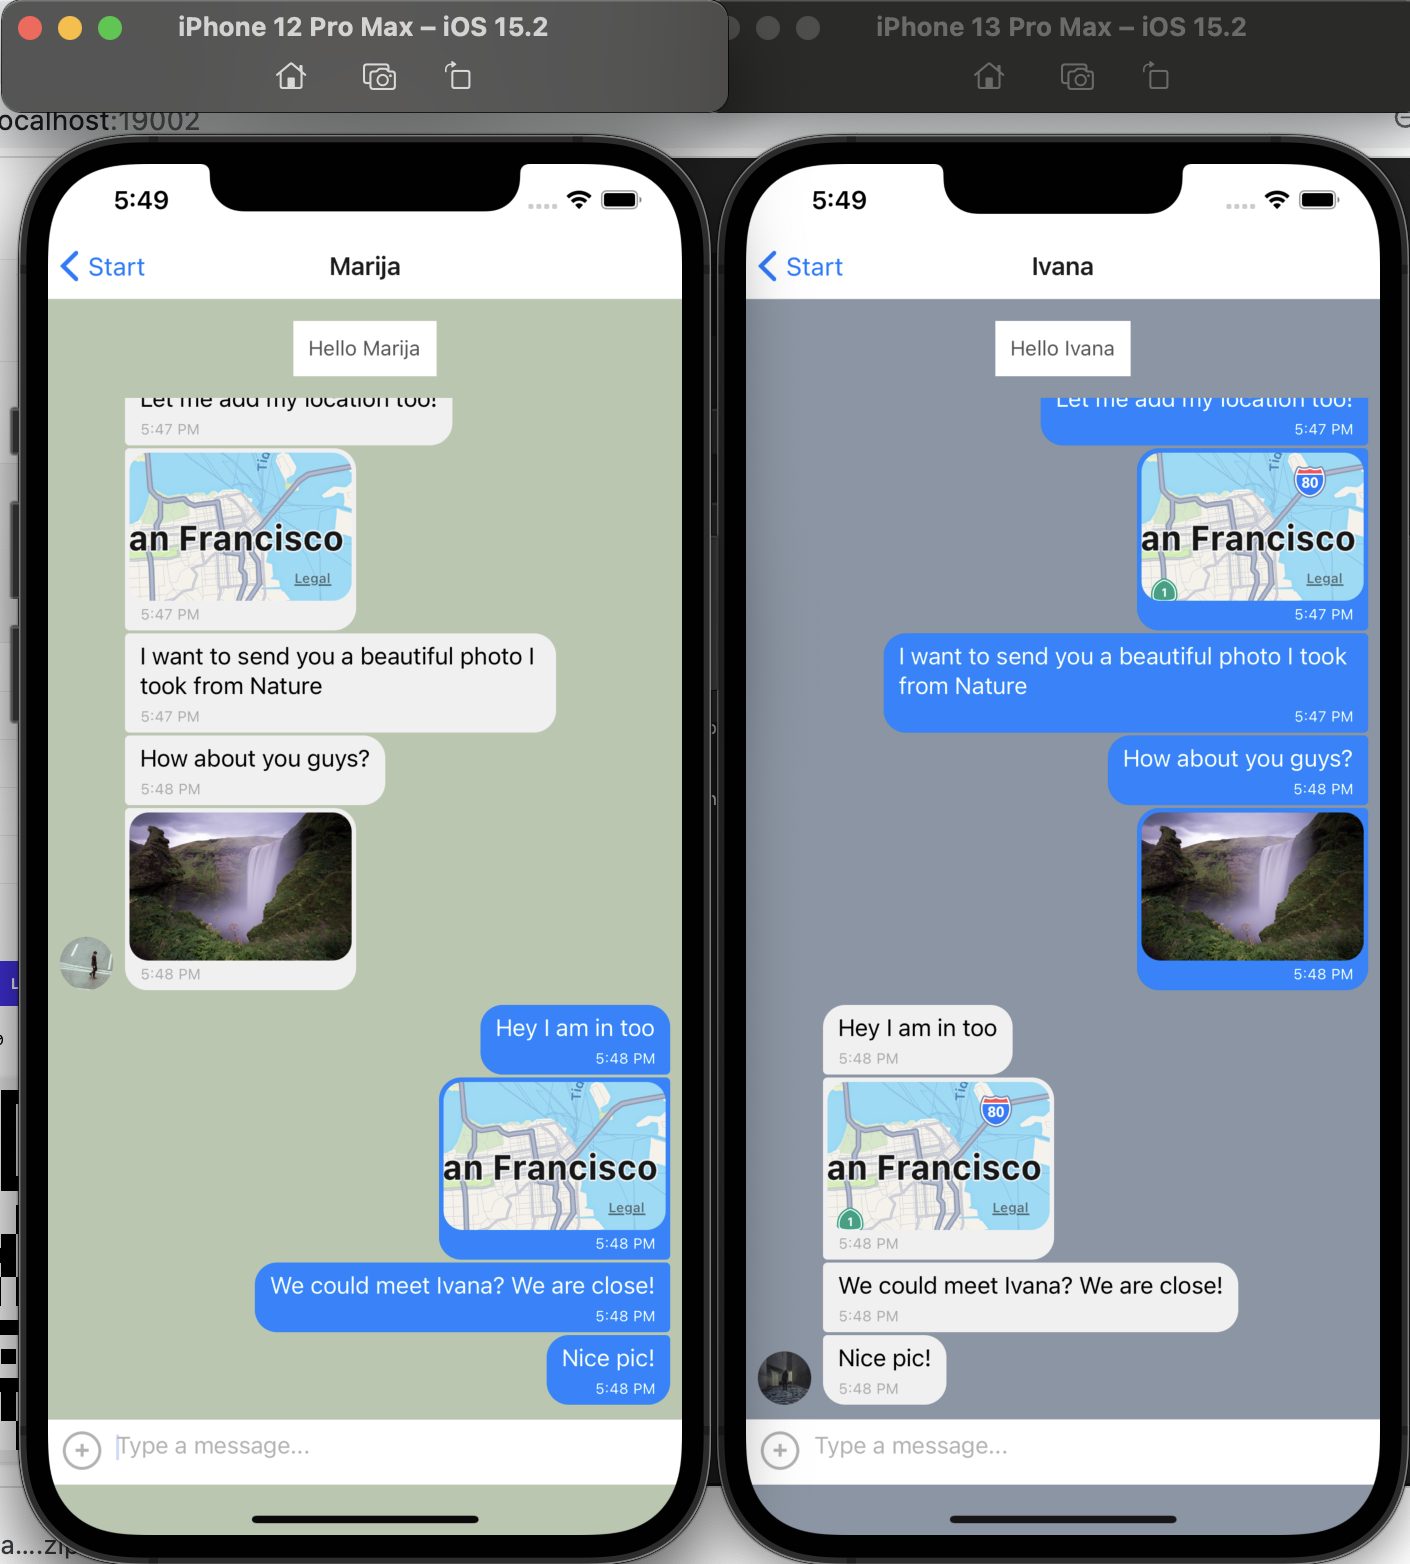 iPhone 12 Pro Max – iOS 15.2
iPhone 13 Pro Max – iOS 15.2
ocalhost:19002
5:49
Start
Marija
Hello Marija
Let me add my location too!
5:47 PM
Tib
an Francisco
Legal
5:47 PM
I want to send you a beautiful photo I
took from Nature
5:47 PM
How about you guys?
5:48 PM
5:48 PM
Hey I am in too
5:48 PM
an Francisco
Legal
5:48 PM
We could meet Ivana? We are close!
5:48 PM
Nice pic!
5:48 PM
Type a message...
a....zip
5:49
Start
Ivana
Hello Ivana
Let me add my location too!
5:47 PM
80
an Francisco
Legal
1
5:47 PM
I want to send you a beautiful photo I took
from Nature
5:47 PM
How about you guys?
5:48 PM
5:48 PM
Hey I am in too
5:48 PM
80
an Francisco
Legal
1
5:48 PM
We could meet Ivana? We are close!
5:48 PM
Nice pic!
5:48 PM
Type a message...